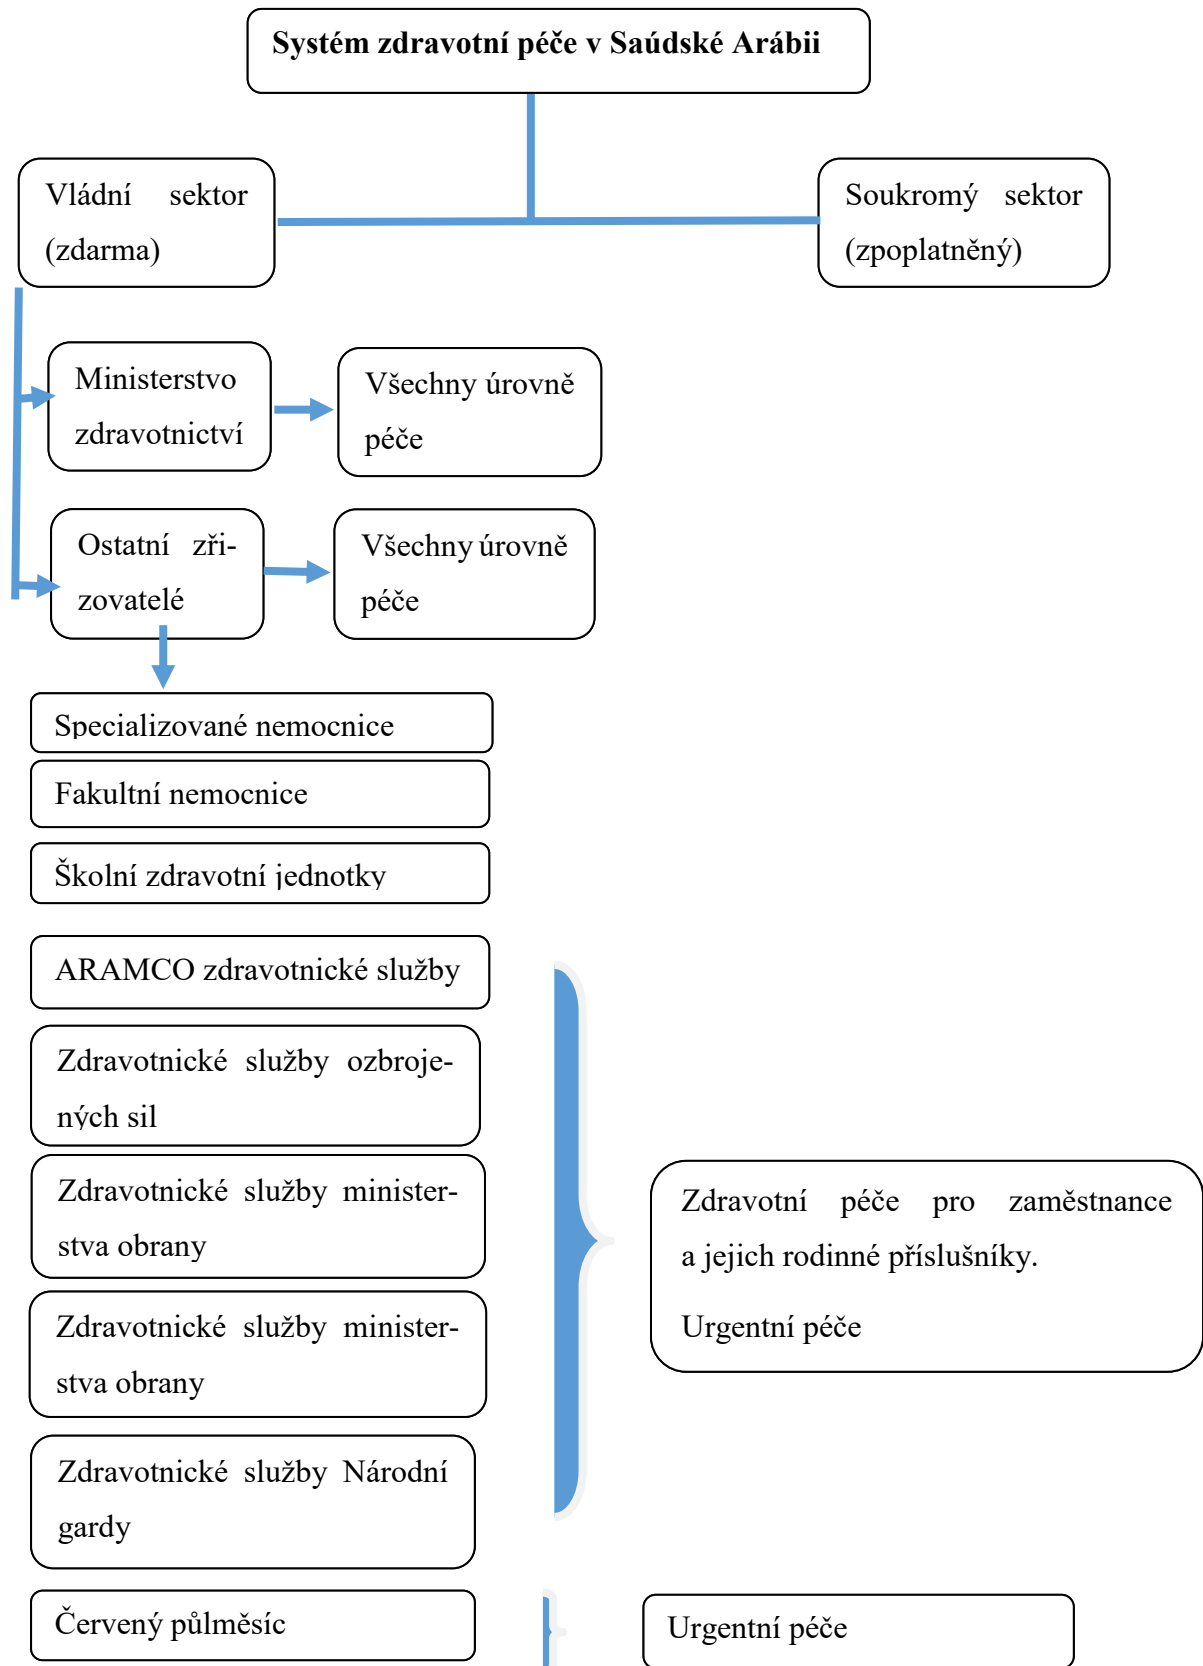 Systém zdravotní péče v Saúdské Arábii
Vládní sektor
(zdarma)
Soukromý sektor
(zpoplatněný)
Ministerstvo
zdravotnictví
Všechny úrovně
péče
Ostatní zři-
zovatelé
Všechny úrovně
péče
Specializované nemocnice
Fakultní nemocnice
Školní zdravotní jednotky
ARAMCO zdravotnické služby
Zdravotnické služby ozbroje-
ných sil
Zdravotnické služby minister-
stva obrany
Zdravotnické služby minister-
stva obrany
Zdravotnické služby Národní
gardy
Zdravotní péče pro zaměstnance
a jejich rodinné příslušníky.
Urgentní péče
Červený půlměsíc
Urgentní péče